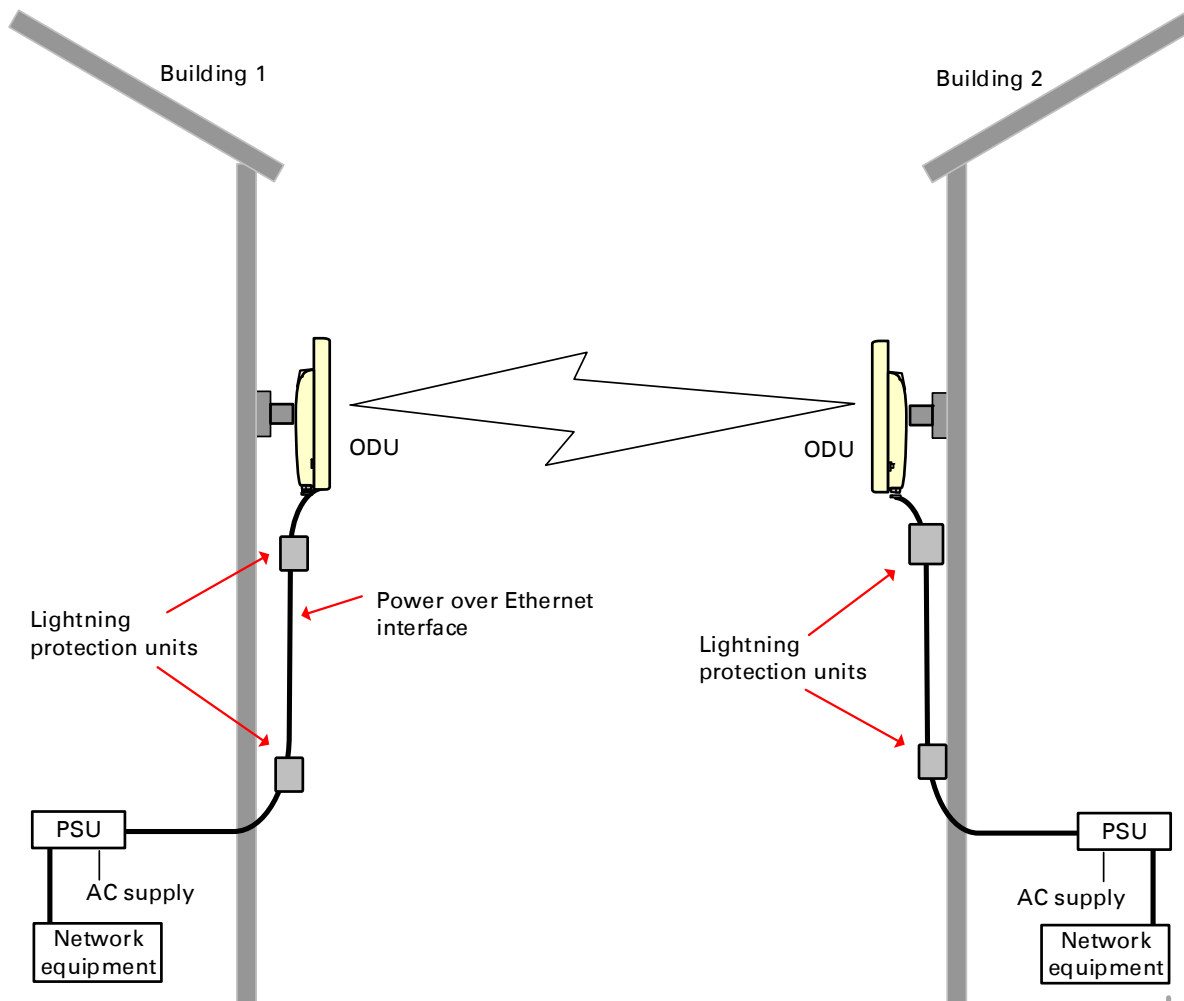 Building 1
Building 2
ODU
ODU
Lightning
protection units
Power over Ethernet
interface
Lightning
protection units
PSU
AC supply
Network
equipment
PSU
AC supply
Network
equipment